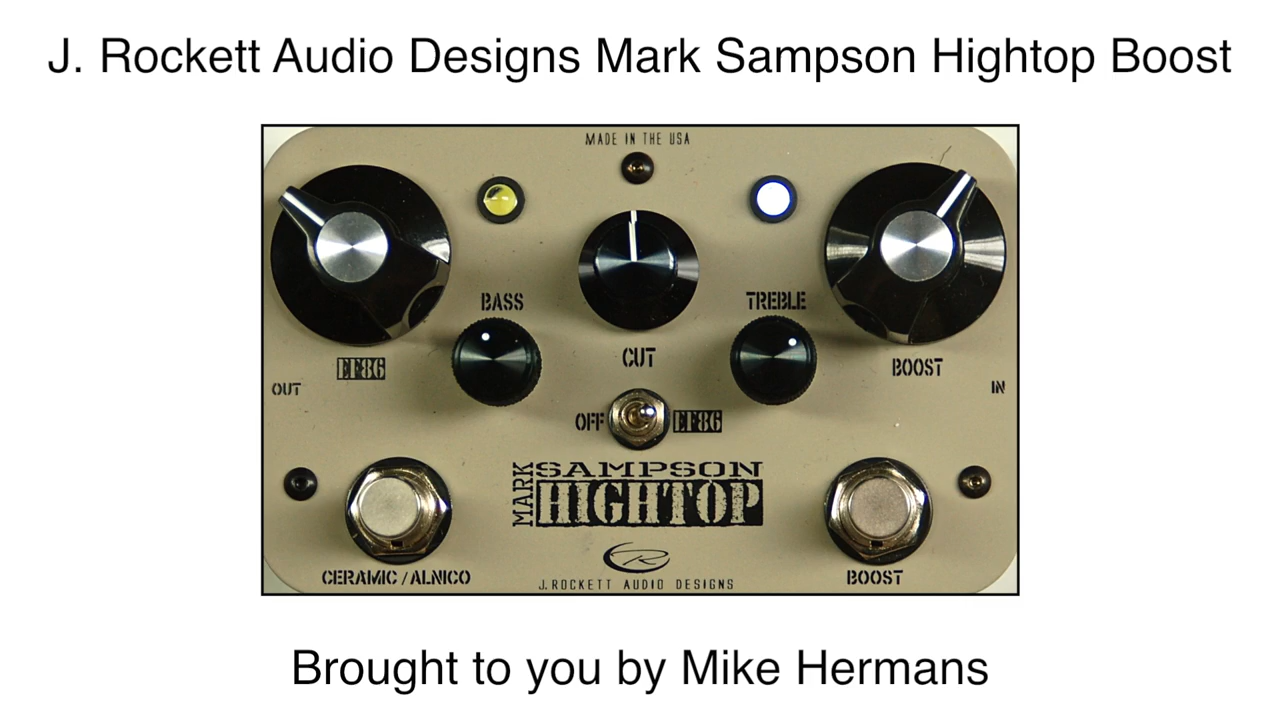 J. Rockett Audio Designs Mark Sampson Hightop Boost
MADE IN THE USA
BASS
TREBLE
CUT
EF86
BOOST
OUT
IN
OFF
EF86
MARK
SAMPSON
HIGHTOP
CERAMIC / ALNICO
BOOST
J. ROCKETT AUDIO DESIGNS
Brought to you by Mike Hermans